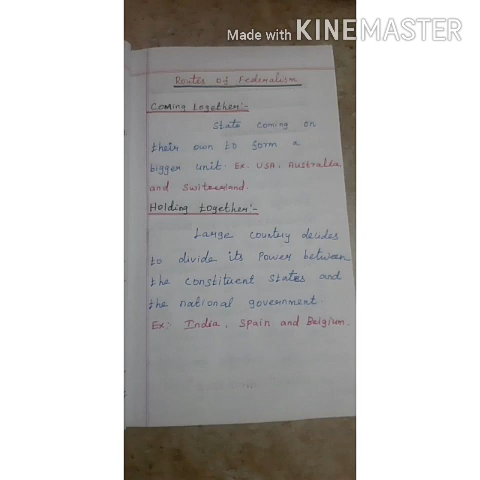 Made with KINEMASTER
Routes of Federalism
Coming together:-
State coming on
their own to form a
bigger unit. Ex. USA, Australia
and Switzerland.
Holding together:-
Large country decides
to divide its Power between
the constituent states and
the national government.
Ex: India, Spain and Belgium.